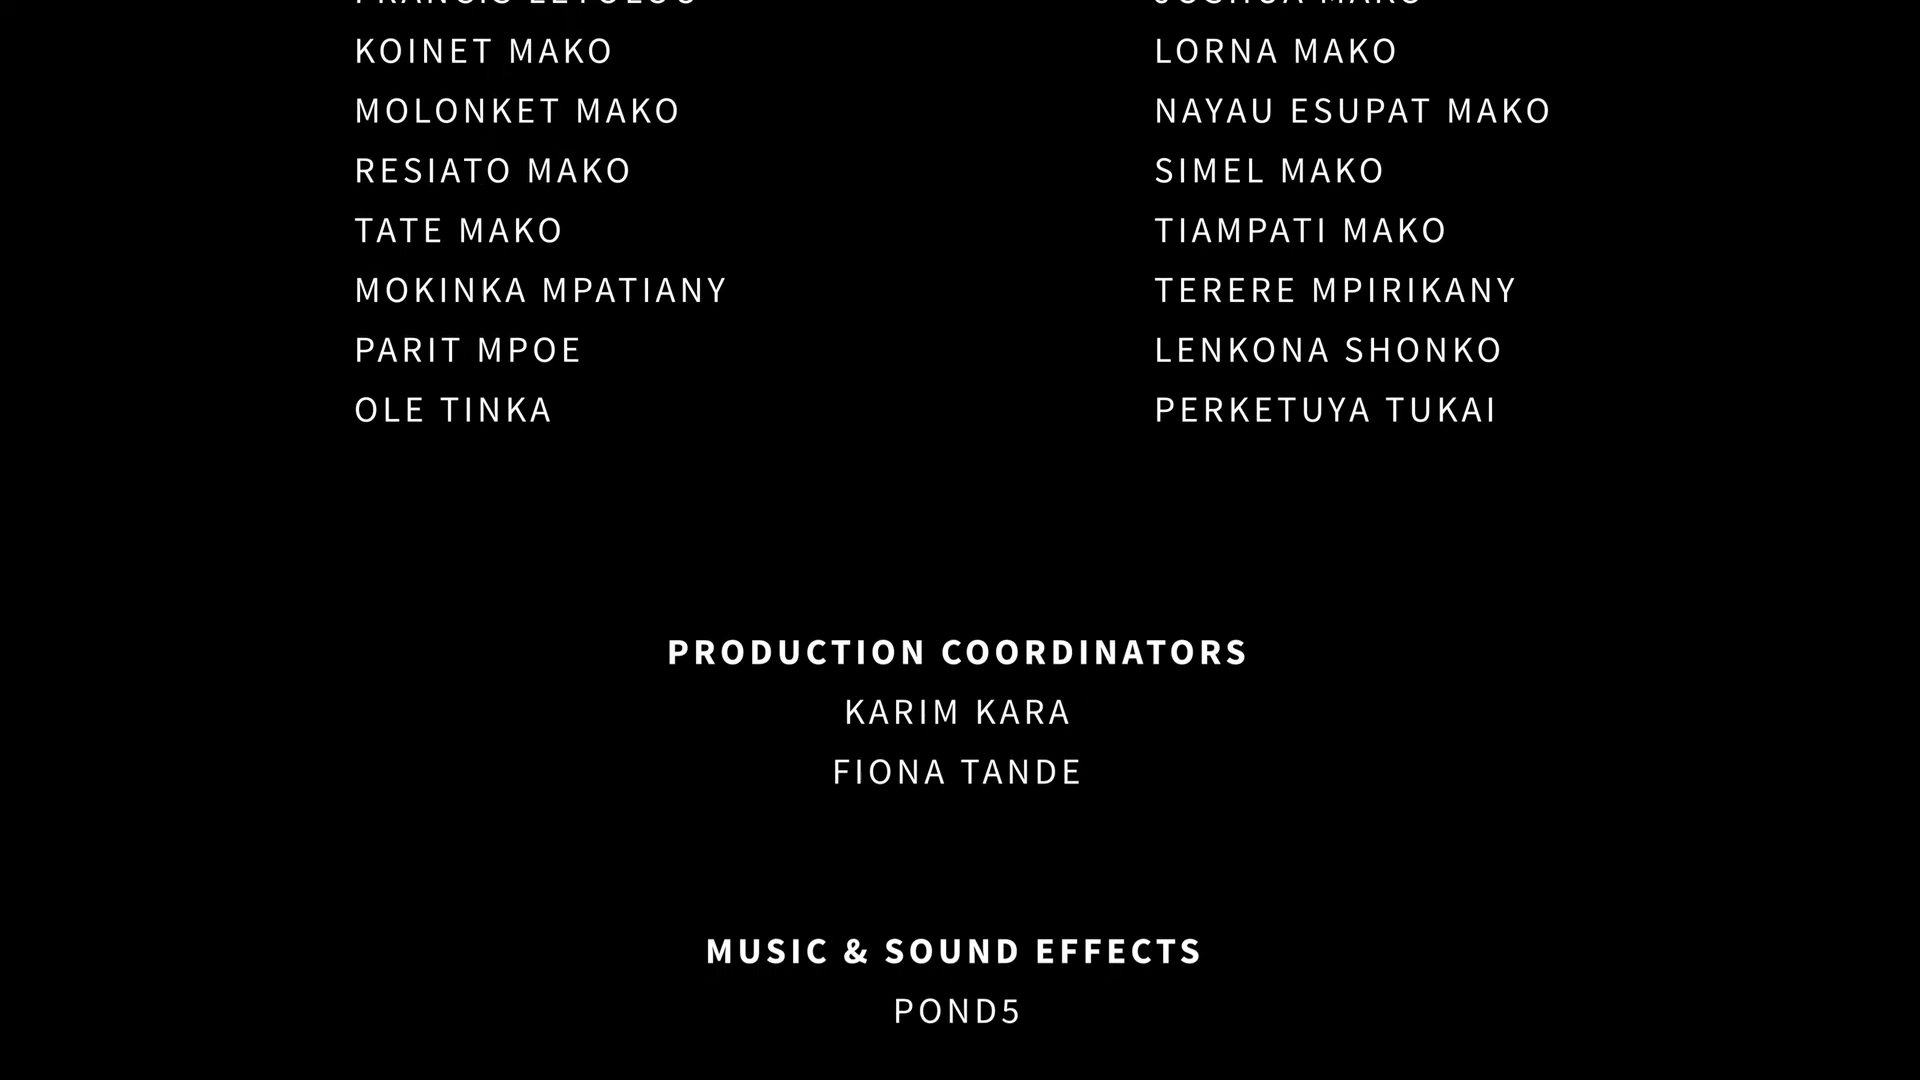 KOINET MAKO
LORNA MAKO
MOLONKET MAKO
NAYAU ESUPAT MAKO
RESIATO MAKO
SIMEL MAKO
TATE MAKO
TIAMPATI MAKO
MOKINKA MPATIANY
TERERE MPIRIKANY
PARIT MPOE
LENKONA SHONKO
OLE TINKA
PERKETUYA TUKAI
PRODUCTION COORDINATORS
KARIM KARA
FIONA TANDE
MUSIC & SOUND EFFECTS
POND5